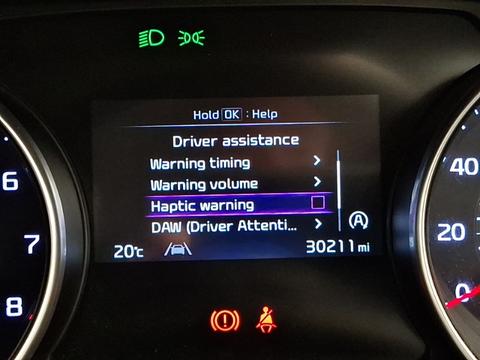 Hold OK : Help
Driver assistance
Warning timing
Warning volume
Haptic warning
DAW (Driver Attenti...
20°C
30211 mi
6
7
8
40
20
0
A